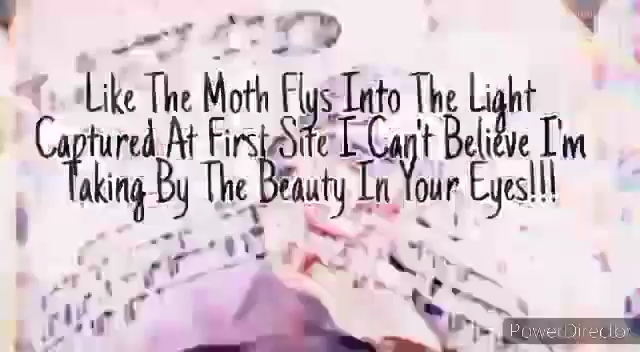 Like The Moth Flys Into The Light
Captured At First Site I Can't Believe I'm
Taking By The Beauty In Your Eyes!!!
PowerDirector